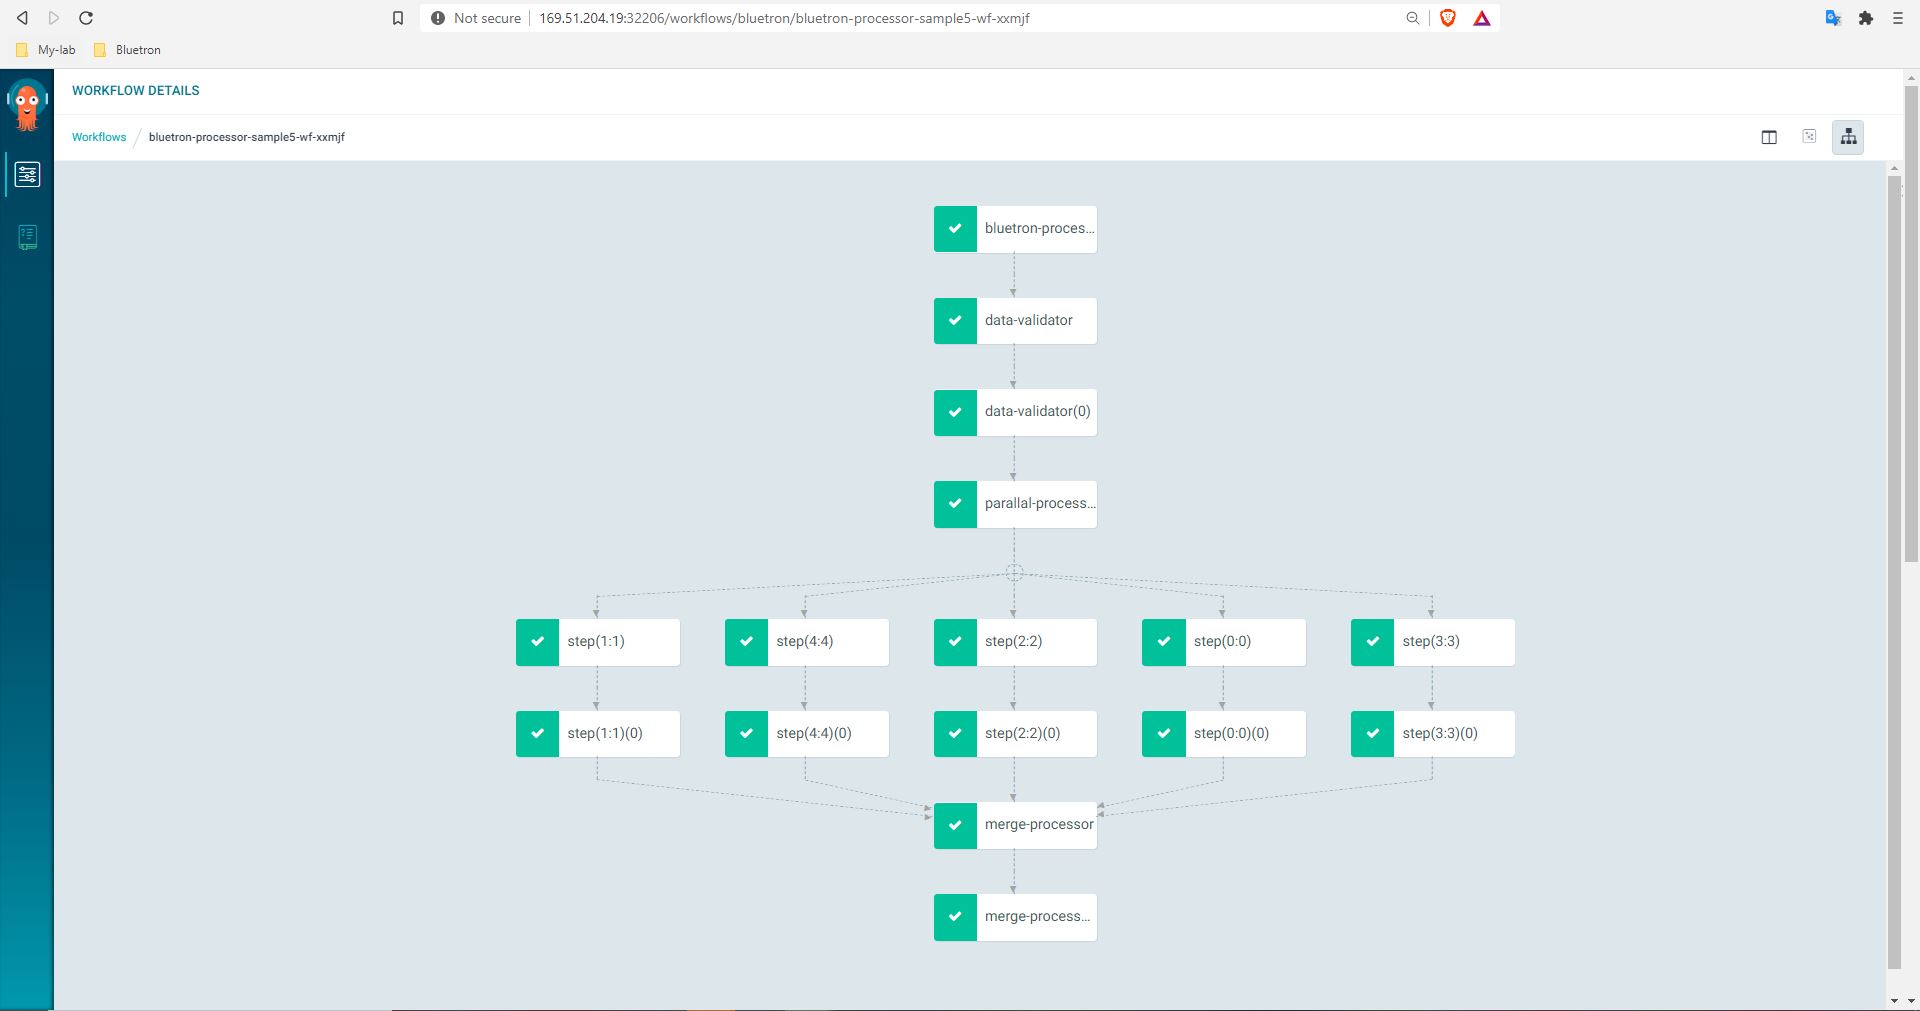 Not secure 169.51.204.19:32206/workflows/bluetron/bluetron-processor-sample5-wf-xxmjf
My-lab Bluetron
WORKFLOW DETAILS
Workflows / bluetron-processor-sample5-wf-xxmjf
bluetron-proces...
data-validator
data-validator(0)
parallal-process...
step(1:1) step(4:4) step(2:2) step(0:0) step(3:3)
step(1:1)(0) step(4:4)(0) step(2:2)(0) step(0:0)(0) step(3:3)(0)
merge-processor
merge-process...